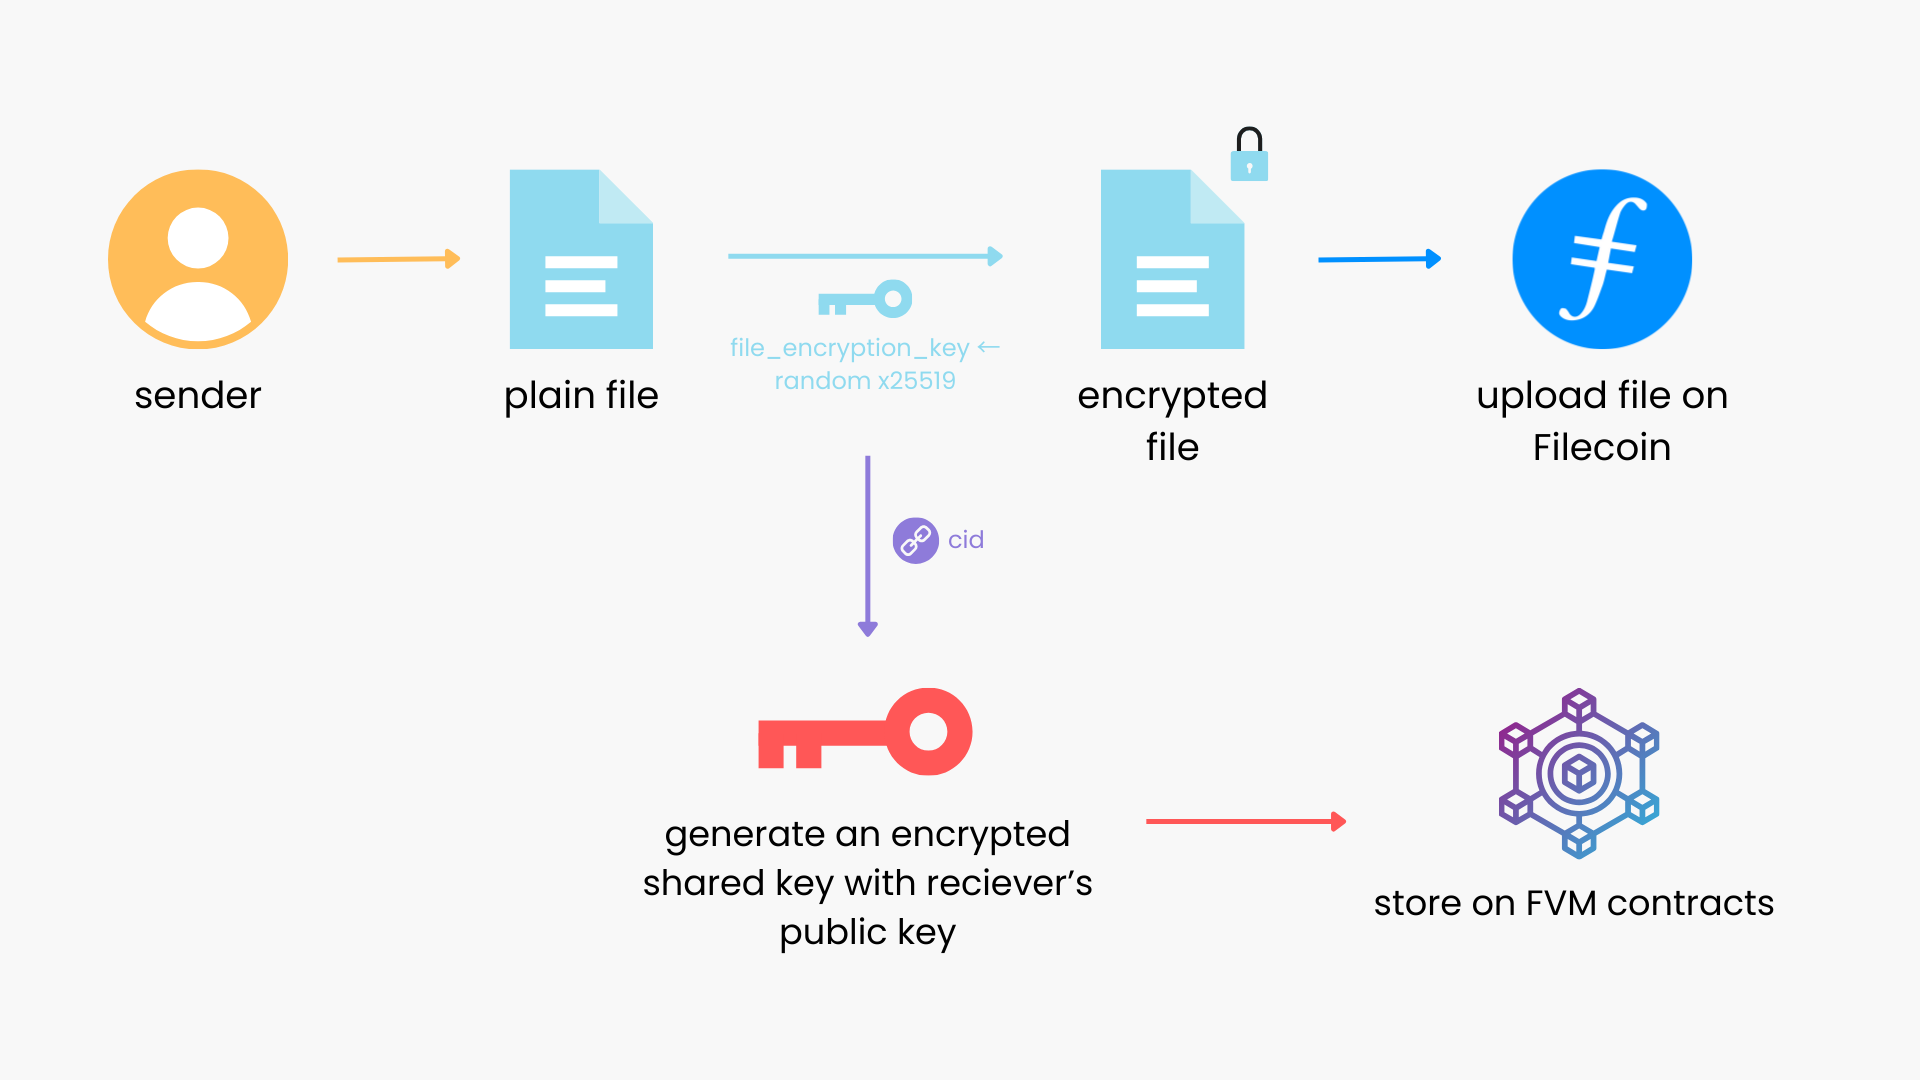 sender
plain file
file_encryption_key ←
random x25519
encrypted
file
upload file on
Filecoin
cid
generate an encrypted
shared key with reciever’s
public key
store on FVM contracts